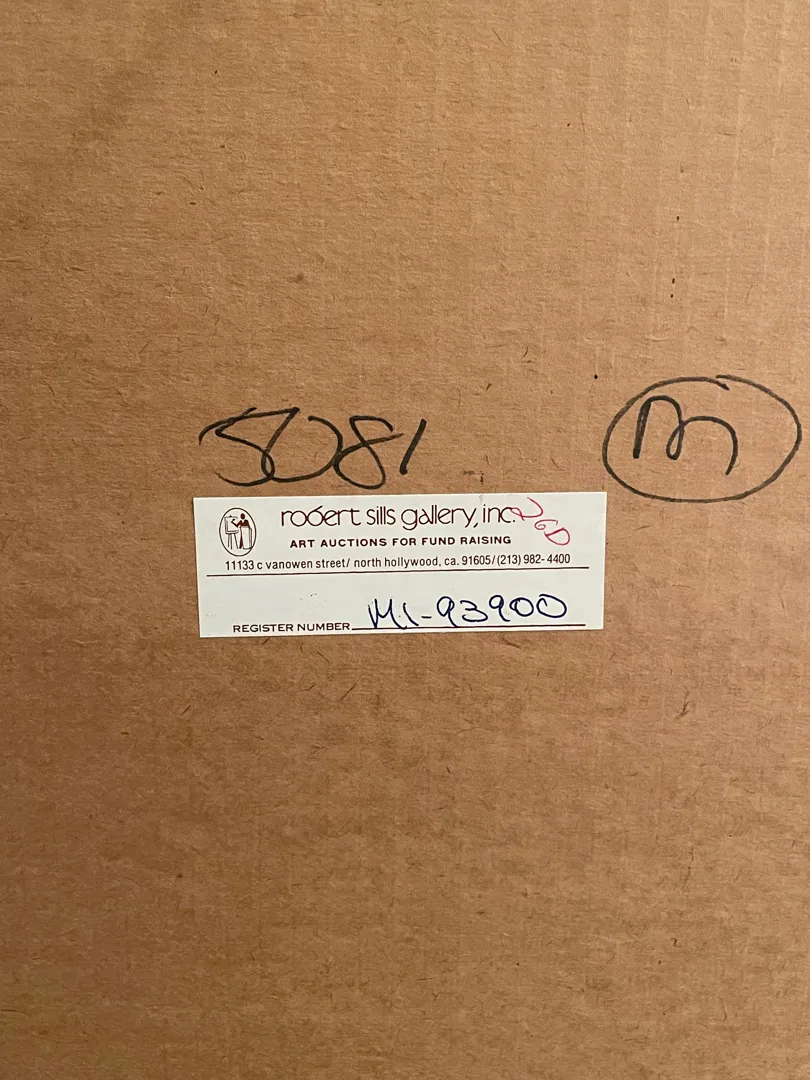 5081
m
robert sills gallery, inc.
260
ART AUCTIONS FOR FUND RAISING
11133 c vanowen street/ north hollywood, ca. 91605/(213) 982-4400
REGISTER NUMBER MI-93900